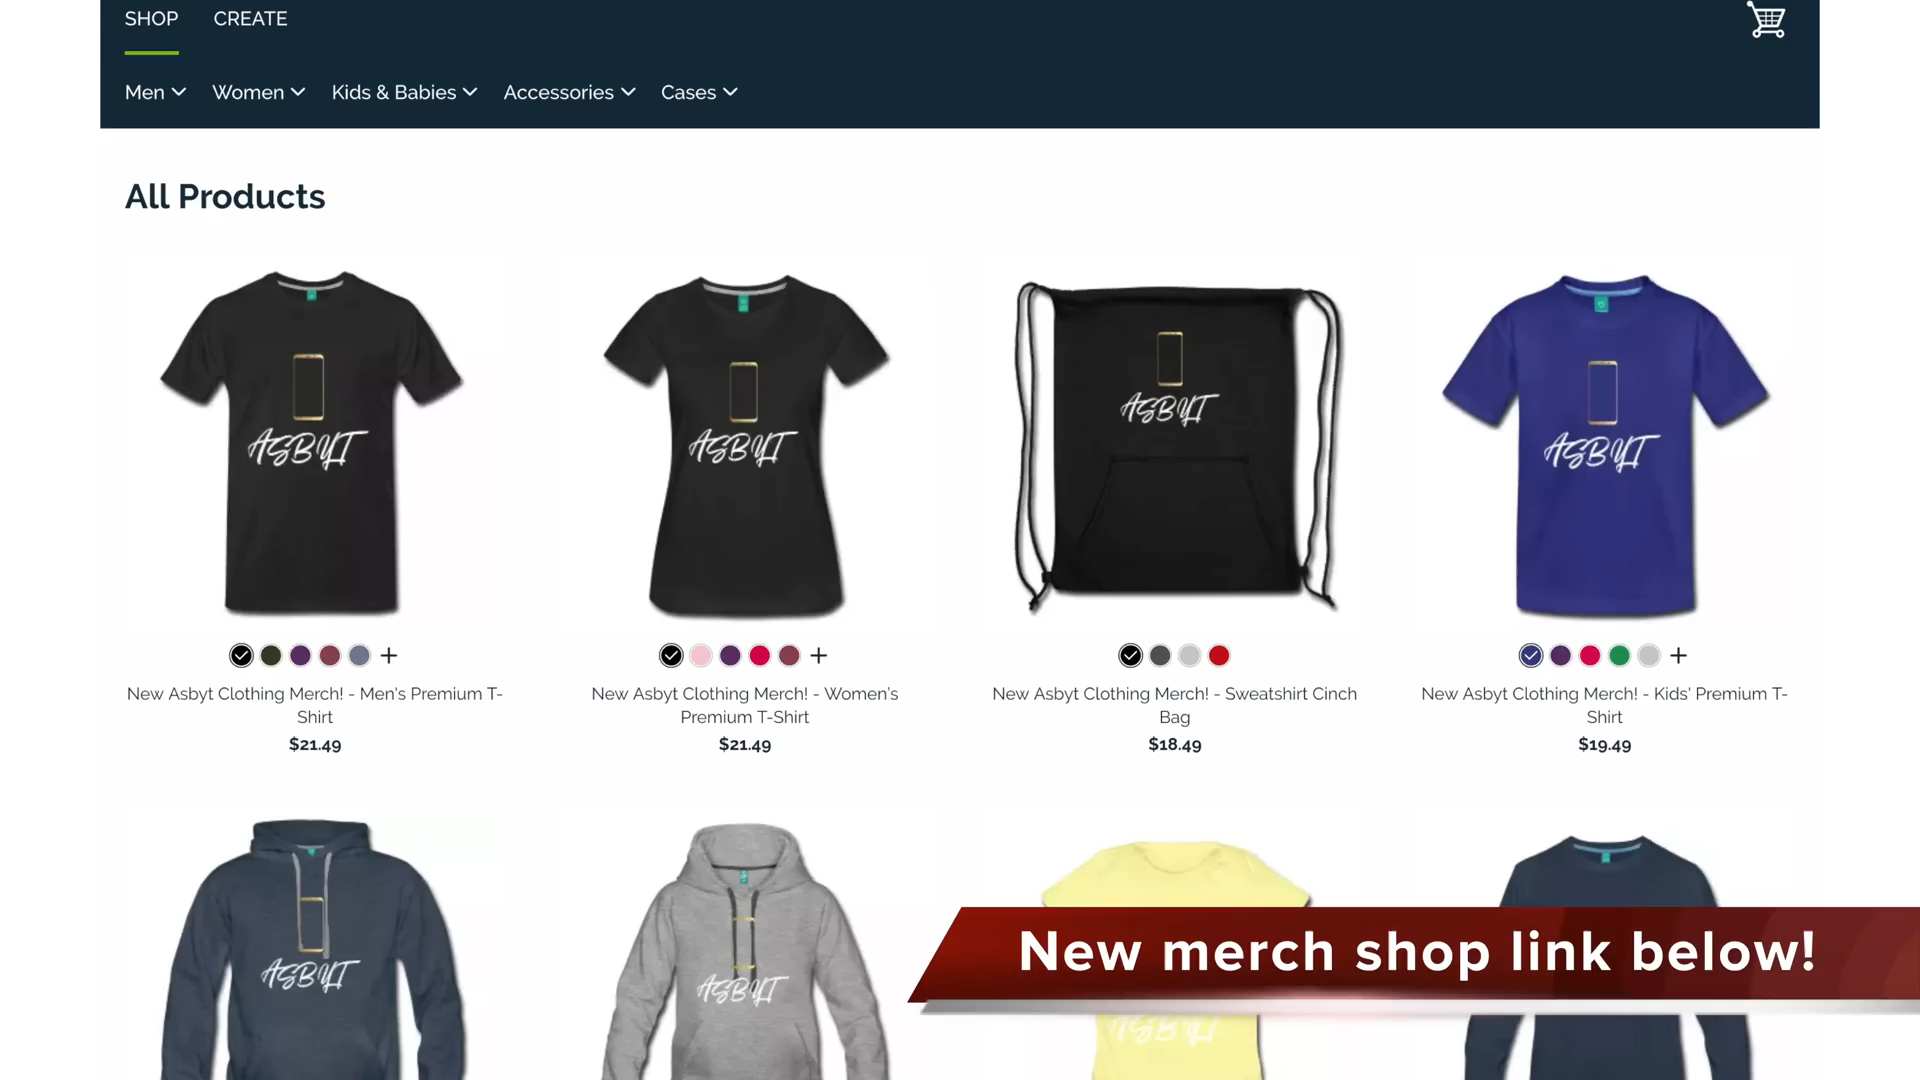 SHOP CREATE
Men Women Kids & Babies Accessories Cases
All Products
ASBYT ASBYT ASBYT ASBYT
New Asbyt Clothing Merch! - Men's Premium T-
Shirt
$21.49
New Asbyt Clothing Merch! - Women's
Premium T-Shirt
$21.49
New Asbyt Clothing Merch! - Sweatshirt Cinch
Bag
$18.49
New Asbyt Clothing Merch! - Kids' Premium T-
Shirt
$19.49
ASBYT ASBYT ASBYT
New merch shop link below!